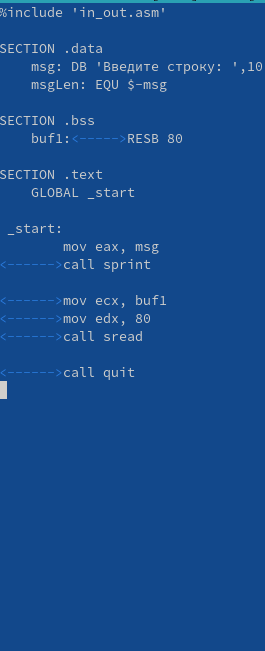 %include 'in_out.asm'
SECTION .data
msg: DB 'Введите строку: ',10
msgLen: EQU $-msg
SECTION .bss
buf1:<----->RESB 80
SECTION .text
GLOBAL _start
_start:
mov eax, msg
<------>call sprint
<------>mov ecx, buf1
<------>mov edx, 80
<------>call sread
<------>call quit